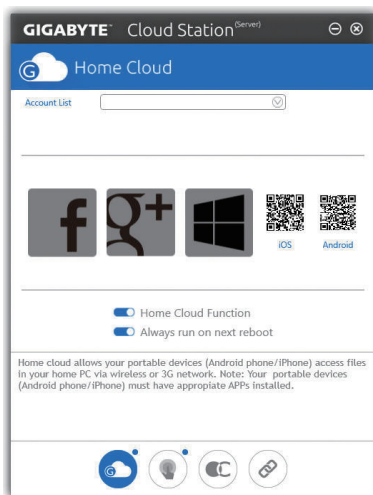 GIGABYTE™ Cloud Station (Server)
G Home Cloud
Account List
f g+
iOS Android
Home Cloud Function
Always run on next reboot
Home cloud allows your portable devices (Android phone/iPhone) access files
in your home PC via wireless or 3G network. Note: Your portable devices
(Android phone/iPhone) must have appropiate APPs installed.
G